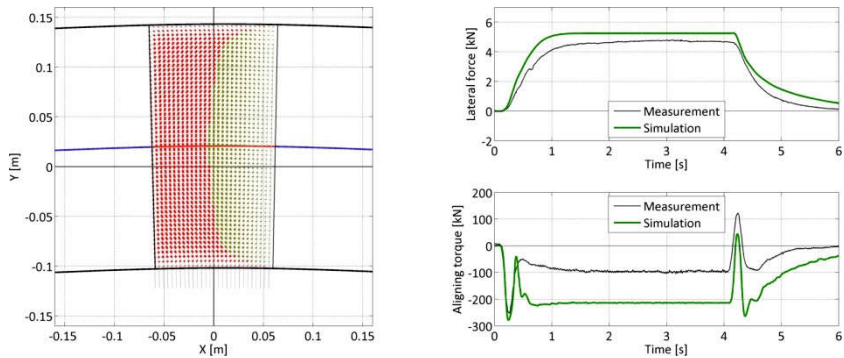 0.15
0.1
0.05
0
-0.05
-0.1
-0.15
Y [m]
-0.15 -0.1 -0.05 0 0.05 0.1 0.15
X [m]
6
4
2
0
-2
Lateral force [kN]
Measurement
Simulation
0 1 2 3 4 5 6
Time [s]
200
100
0
-100
-200
-300
Aligning torque [kN]
Measurement
Simulation
0 1 2 3 4 5 6
Time [s]